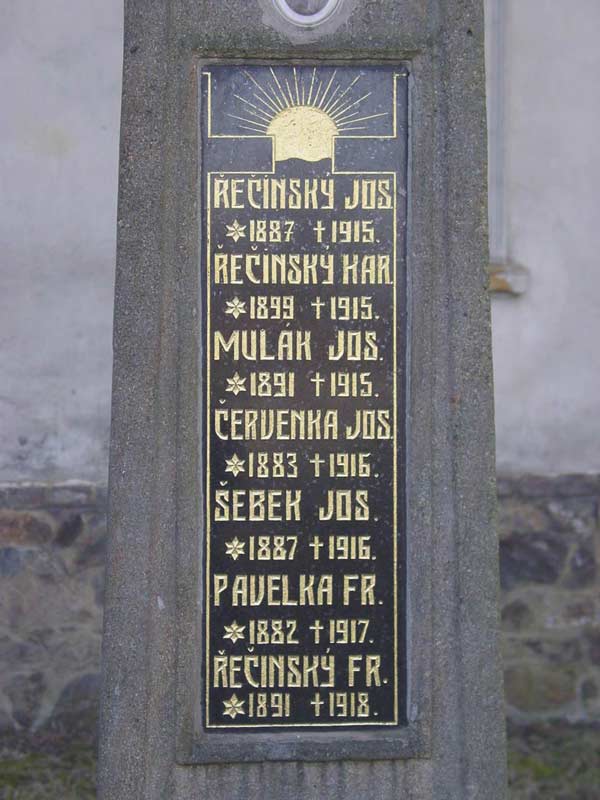 ŘEČÍNSKÝ JOS.
*1887 †1915.
ŘEČINSKÝ KAR.
*1899 †1915.
MULÁK JOS.
*1891 †1915.
ČERVENKA JOS.
*1883 †1916.
ŠEBEK JOS.
*1887 †1916.
PAVELKA FR.
*1882 †1917.
ŘEČINSKÝ FR.
*1891 †1918.